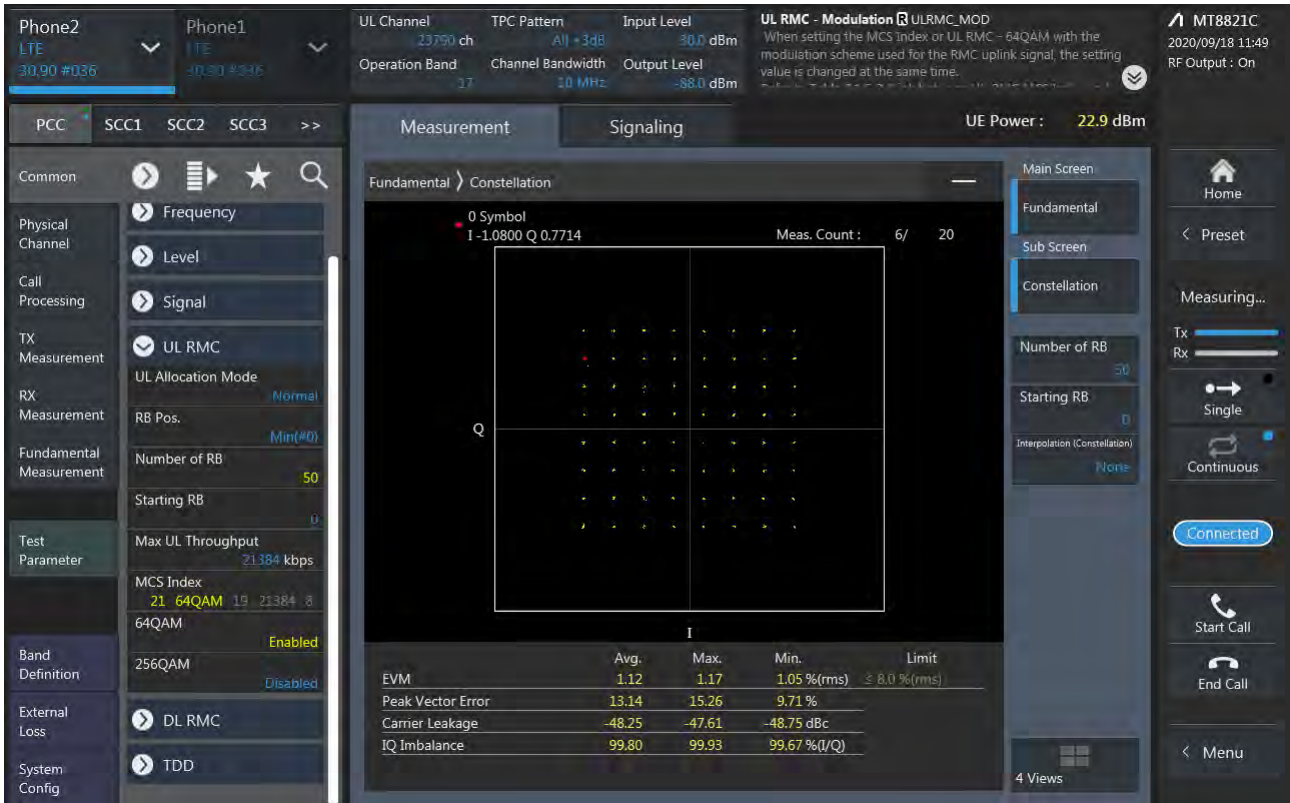 Phone2
LTE
30.90 #036
Phone1
LTE
UL Channel
23790 ch
Operation Band
17
TPC Pattern
All +3dB
Channel Bandwidth
10 MHz
Input Level
30.0 dBm
Output Level
-88.0 dBm
UL RMC - Modulation R ULRMC_MOD
When setting the MCS Index or UL RMC - 64QAM with the
modulation scheme used for the RMC uplink signal, the setting
value is changed at the same time.
MT8821C
2020/09/18 11:49
RF Output : On
PCC SCC1 SCC2 SCC3 >>
Measurement
Signaling
UE Power : 22.9 dBm
Common
Physical
Channel
Call
Processing
TX
Measurement
RX
Measurement
Fundamental
Measurement
Test
Parameter
Band
Definition
External
Loss
System
Config
Frequency
Level
Signal
UL RMC
UL Allocation Mode
Normal
RB Pos.
Min(#0)
Number of RB
50
Starting RB
0
Max UL Throughput
21384 kbps
MCS Index
21 64QAM 19 21384 8
64QAM
Enabled
256QAM
Disabled
DL RMC
TDD
Fundamental Constellation
0 Symbol
I -1.0800 Q 0.7714
Meas. Count : 6/ 20
Q
I
Avg. Max. Min. Limit
EVM 1.12 1.17 1.05 %(rms) ≤ 8.0 %(rms)
Peak Vector Error 13.14 15.26 9.71 %
Carrier Leakage -48.25 -47.61 -48.75 dBc
IQ Imbalance 99.80 99.93 99.67 %(I/Q)
Main Screen
Fundamental
Sub Screen
Constellation
Number of RB
50
Starting RB
0
Interpolation (Constellation)
None
4 Views
Home
< Preset
Measuring...
Tx
Rx
Single
Continuous
Connected
Start Call
End Call
< Menu